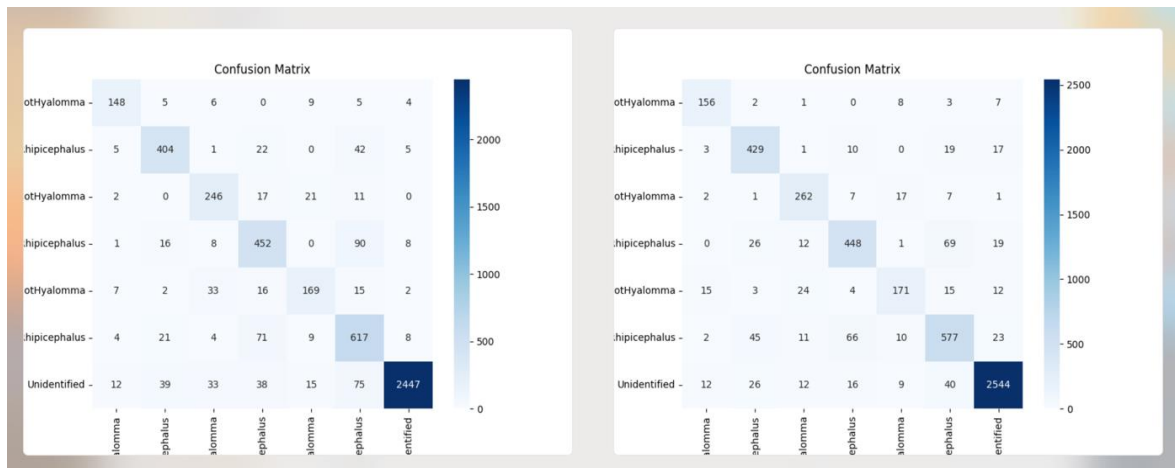 Confusion Matrix
otHyalomma 148 5 6 0 9 5 4
hipicephalus 5 404 1 22 0 42 5
otHyalomma 2 0 246 17 21 11 0
hipicephalus 1 16 8 452 0 90 8
otHyalomma 7 2 33 16 169 15 2
hipicephalus 4 21 4 71 9 617 8
Unidentified 12 39 33 38 15 75 2447
alomma ephalus alomma ephalus alomma ephalus entified
2000
1500
1000
500
0
Confusion Matrix
otHyalomma 156 2 1 0 8 3 7
hipicephalus 3 429 1 10 0 19 17
otHyalomma 2 1 262 7 17 7 1
hipicephalus 0 26 12 448 1 69 19
otHyalomma 15 3 24 4 171 15 12
hipicephalus 2 45 11 66 10 577 23
Unidentified 12 26 12 16 9 40 2544
alomma ephalus alomma ephalus alomma ephalus entified
2500
2000
1500
1000
500
0